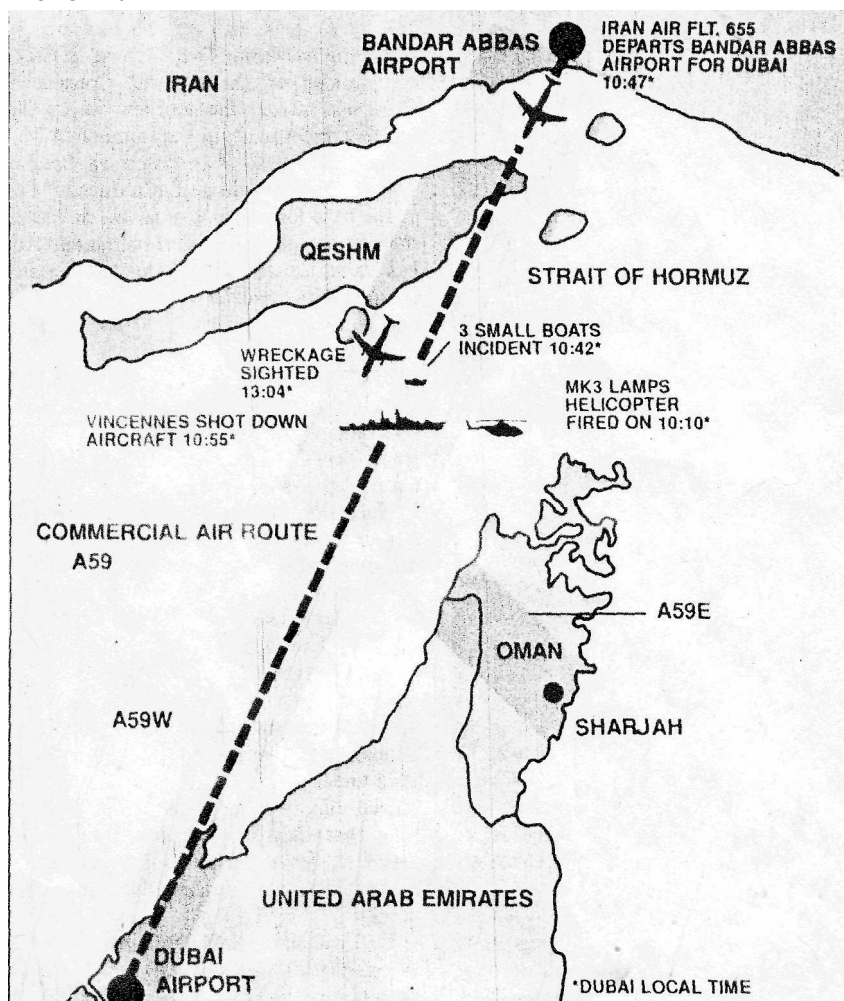 BANDAR ABBAS
AIRPORT
IRAN AIR FLT. 655
DEPARTS BANDAR ABBAS
AIRPORT FOR DUBAI
10:47*
IRAN
QESHM
STRAIT OF HORMUZ
3 SMALL BOATS
INCIDENT 10:42*
WRECKAGE
SIGHTED
13:04*
MK3 LAMPS
HELICOPTER
FIRED ON 10:10*
VINCENNES SHOT DOWN
AIRCRAFT 10:55*
COMMERCIAL AIR ROUTE
A59
A59E
OMAN
A59W
SHARJAH
UNITED ARAB EMIRATES
DUBAI
AIRPORT
*DUBAI LOCAL TIME